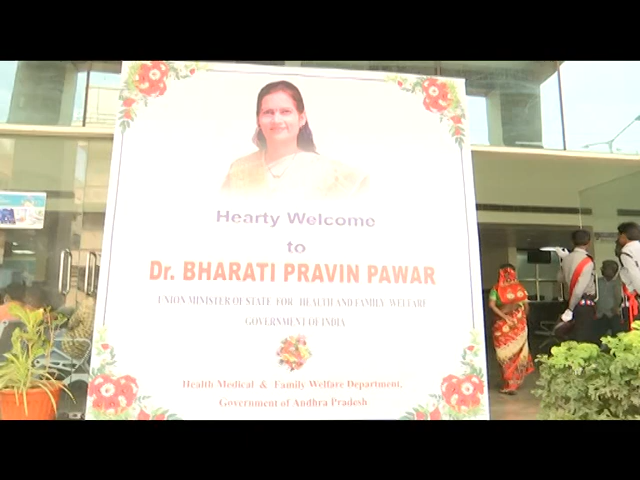 Hearty Welcome
to
Dr. BHARATI PRAVIN PAWAR
UNION MINISTER OF STATE FOR HEALTH AND FAMILY WELFARE
GOVERNMENT OF INDIA
Health Medical & Family Welfare Department,
Government of Andhra Pradesh